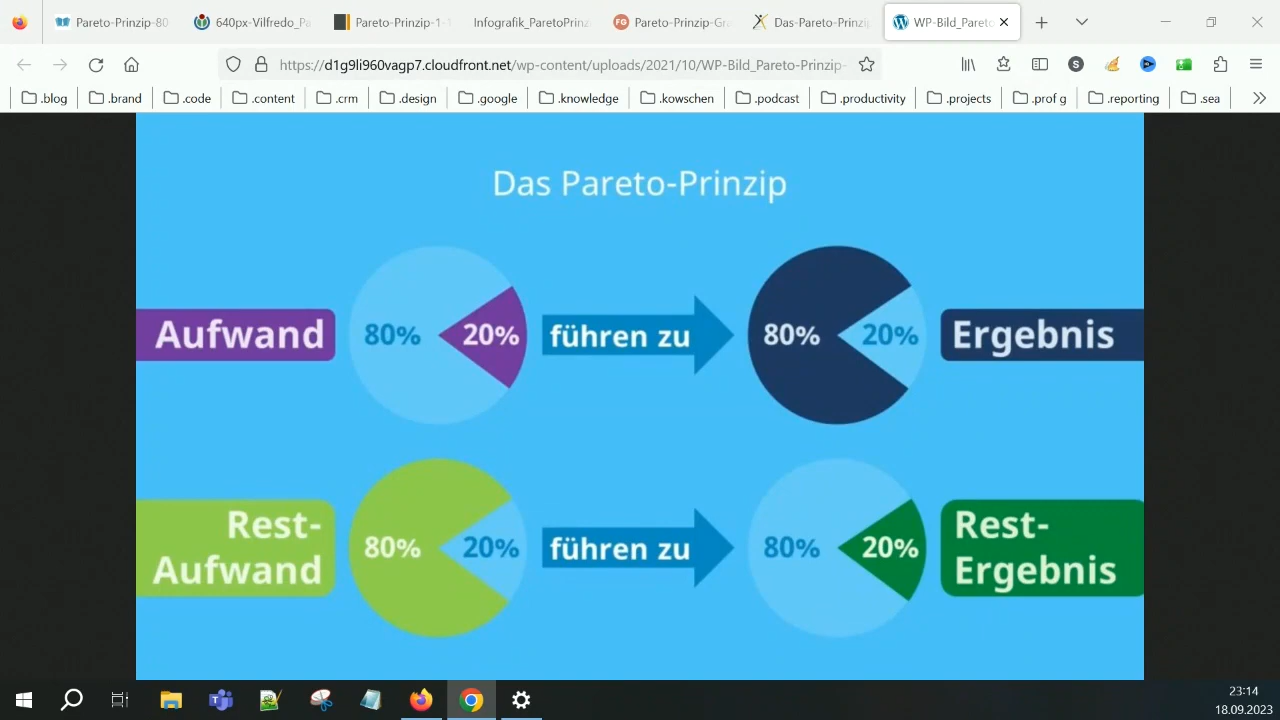 Pareto-Prinzip-80
640px-Vilfredo_Pa
Pareto-Prinzip-1-1
Infografik_ParetoPrinz
Pareto-Prinzip-Gra
Das-Pareto-Prinzip
WP-Bild_Pareto
https://d1g9li960vagp7.cloudfront.net/wp-content/uploads/2021/10/WP-Bild_Pareto-Prinzip-
.blog
.brand
.code
.content
.crm
.design
.google
.knowledge
.kowschen
.podcast
.productivity
.projects
.prof g
.reporting
.sea
Das Pareto-Prinzip
Aufwand 80% 20% führen zu 80% 20% Ergebnis
Rest-
Aufwand
80% 20% führen zu 80% 20%
Rest-
Ergebnis
23:14
18.09.2023